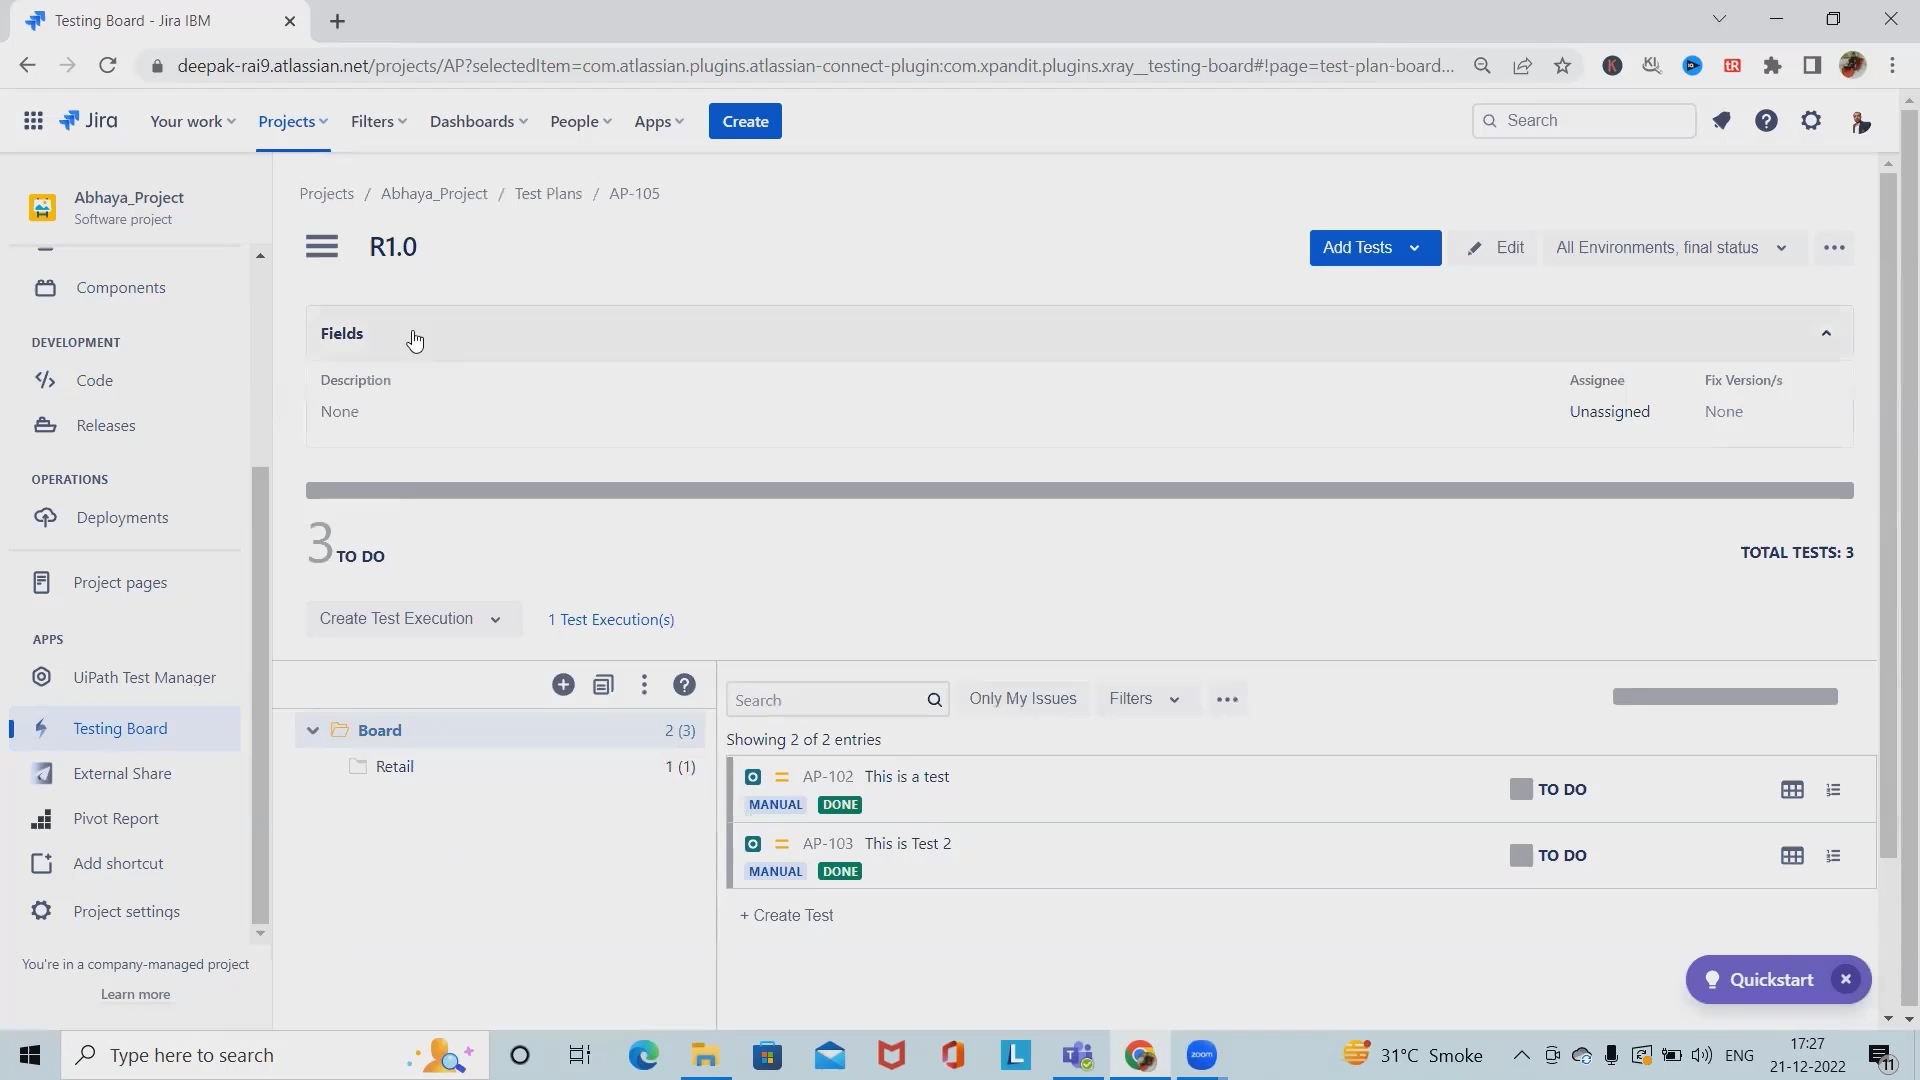 Testing Board - Jira IBM
deepak-rai9.atlassian.net/projects/AP?selectedItem=com.atlassian.plugins.atlassian-connect-plugin:com.xpandit.plugins.xray__testing-board#!page=test-plan-board...
Jira
Your work
Projects
Filters
Dashboards
People
Apps
Create
Search
Abhaya_Project
Software project
Components
DEVELOPMENT
Code
Releases
OPERATIONS
Deployments
Project pages
APPS
UiPath Test Manager
Testing Board
External Share
Pivot Report
Add shortcut
Project settings
You're in a company-managed project
Learn more
Projects / Abhaya_Project / Test Plans / AP-105
R1.0
Add Tests
Edit
All Environments, final status
Fields
Description
None
Assignee
Unassigned
Fix Version/s
None
3 TO DO
TOTAL TESTS: 3
Create Test Execution
1 Test Execution(s)
Board 2 (3)
Retail 1 (1)
Search
Only My Issues
Filters
Showing 2 of 2 entries
AP-102 This is a test
MANUAL DONE
TO DO
AP-103 This is Test 2
MANUAL DONE
TO DO
+ Create Test
Quickstart
Type here to search
zoom
31°C Smoke
ENG
17:27
21-12-2022
11